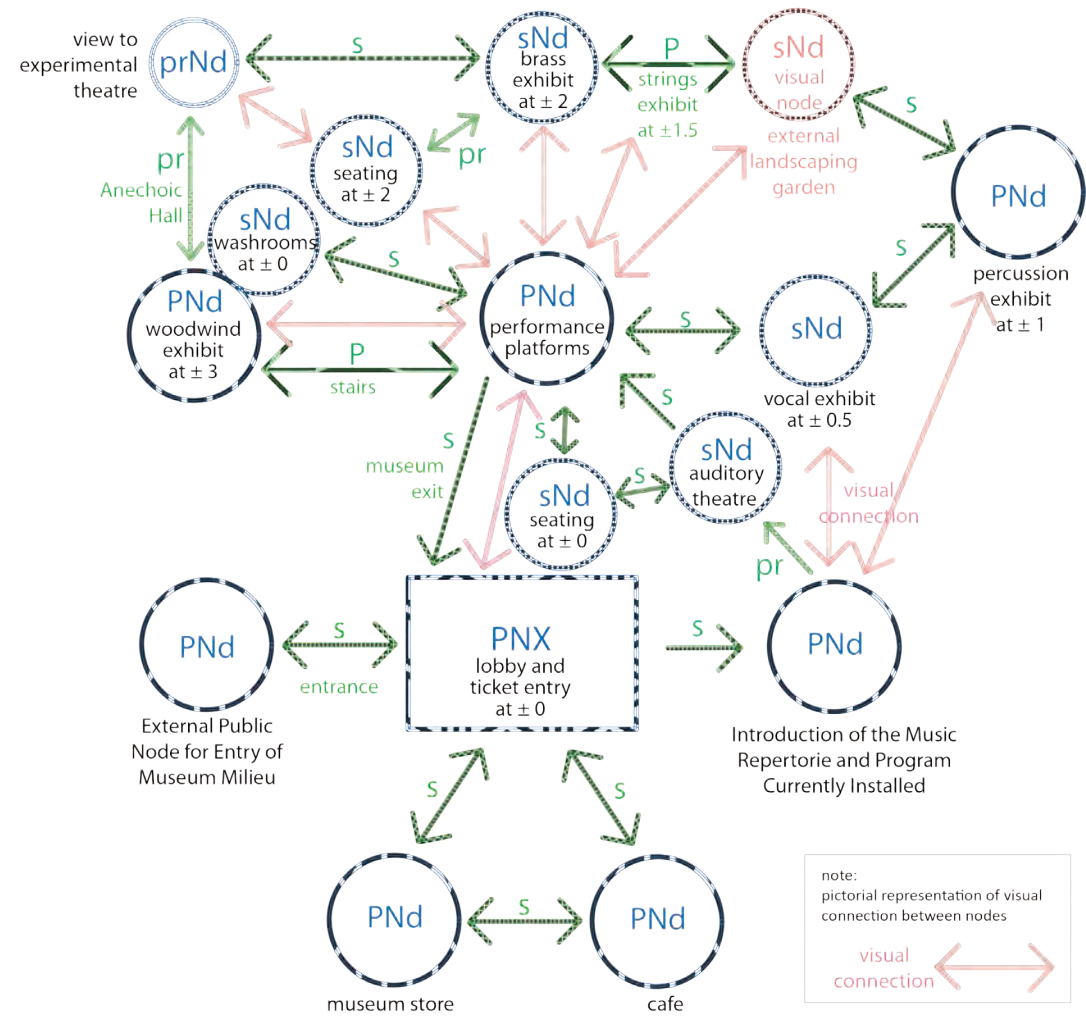 view to
experimental
theatre
prNd
s
sNd
brass
exhibit
at ± 2
P
strings
exhibit
at ±1.5
sNd
visual
node
external
landscaping
garden
s
PNd
percussion
exhibit
at ± 1
pr
Anechoic
Hall
sNd
seating
at ± 2
pr
sNd
washrooms
at ± 0
s
PNd
woodwind
exhibit
at ± 3
P
stairs
PNd
performance
platforms
s
sNd
vocal exhibit
at ± 0.5
s
s
museum
exit
s
s
sNd
seating
at ± 0
s
sNd
auditory
theatre
visual
connection
pr
PNd
External Public
Node for Entry of
Museum Milieu
s
entrance
PNX
lobby and
ticket entry
at ± 0
s
PNd
Introduction of the Music
Repertorie and Program
Currently Installed
s
s
PNd
museum store
s
PNd
cafe
note:
pictorial representation of visual
connection between nodes
visual
connection